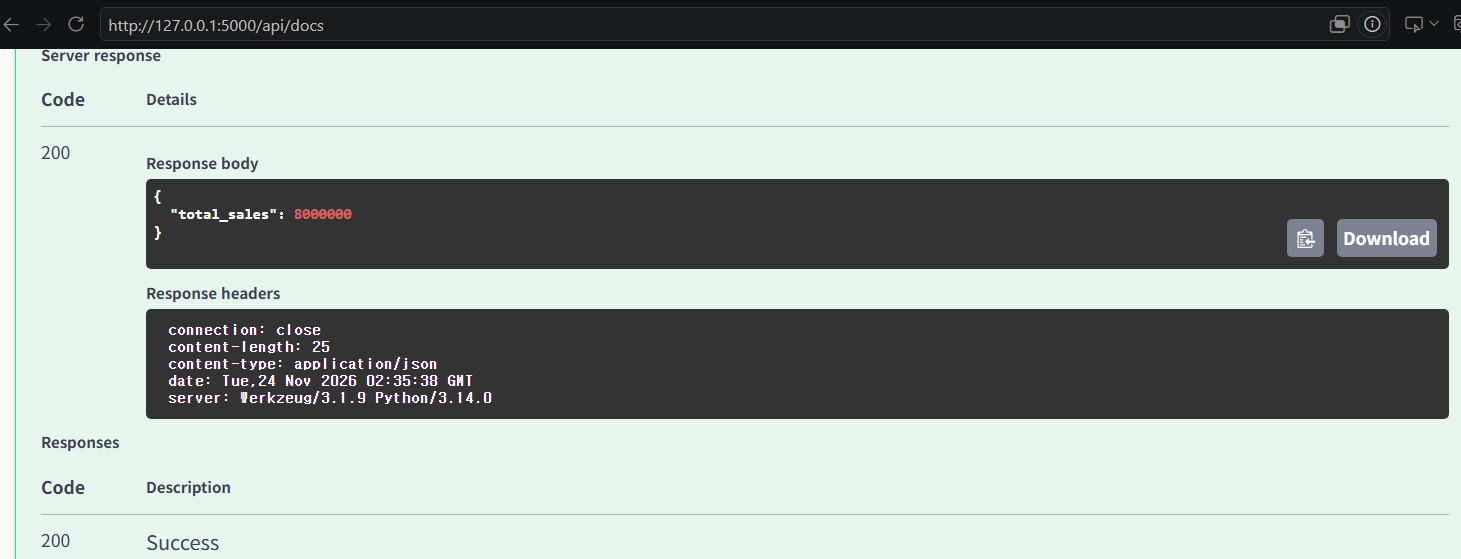 http://127.0.0.1:5000/api/docs
Server response
Code Details
200
Response body
{
"total_sales": 8000000
}
Download
Response headers
connection: close
content-length: 25
content-type: application/json
date: Tue,24 Nov 2026 02:35:38 GMT
server: Werkzeug/3.1.9 Python/3.14.0
Responses
Code Description
200 Success